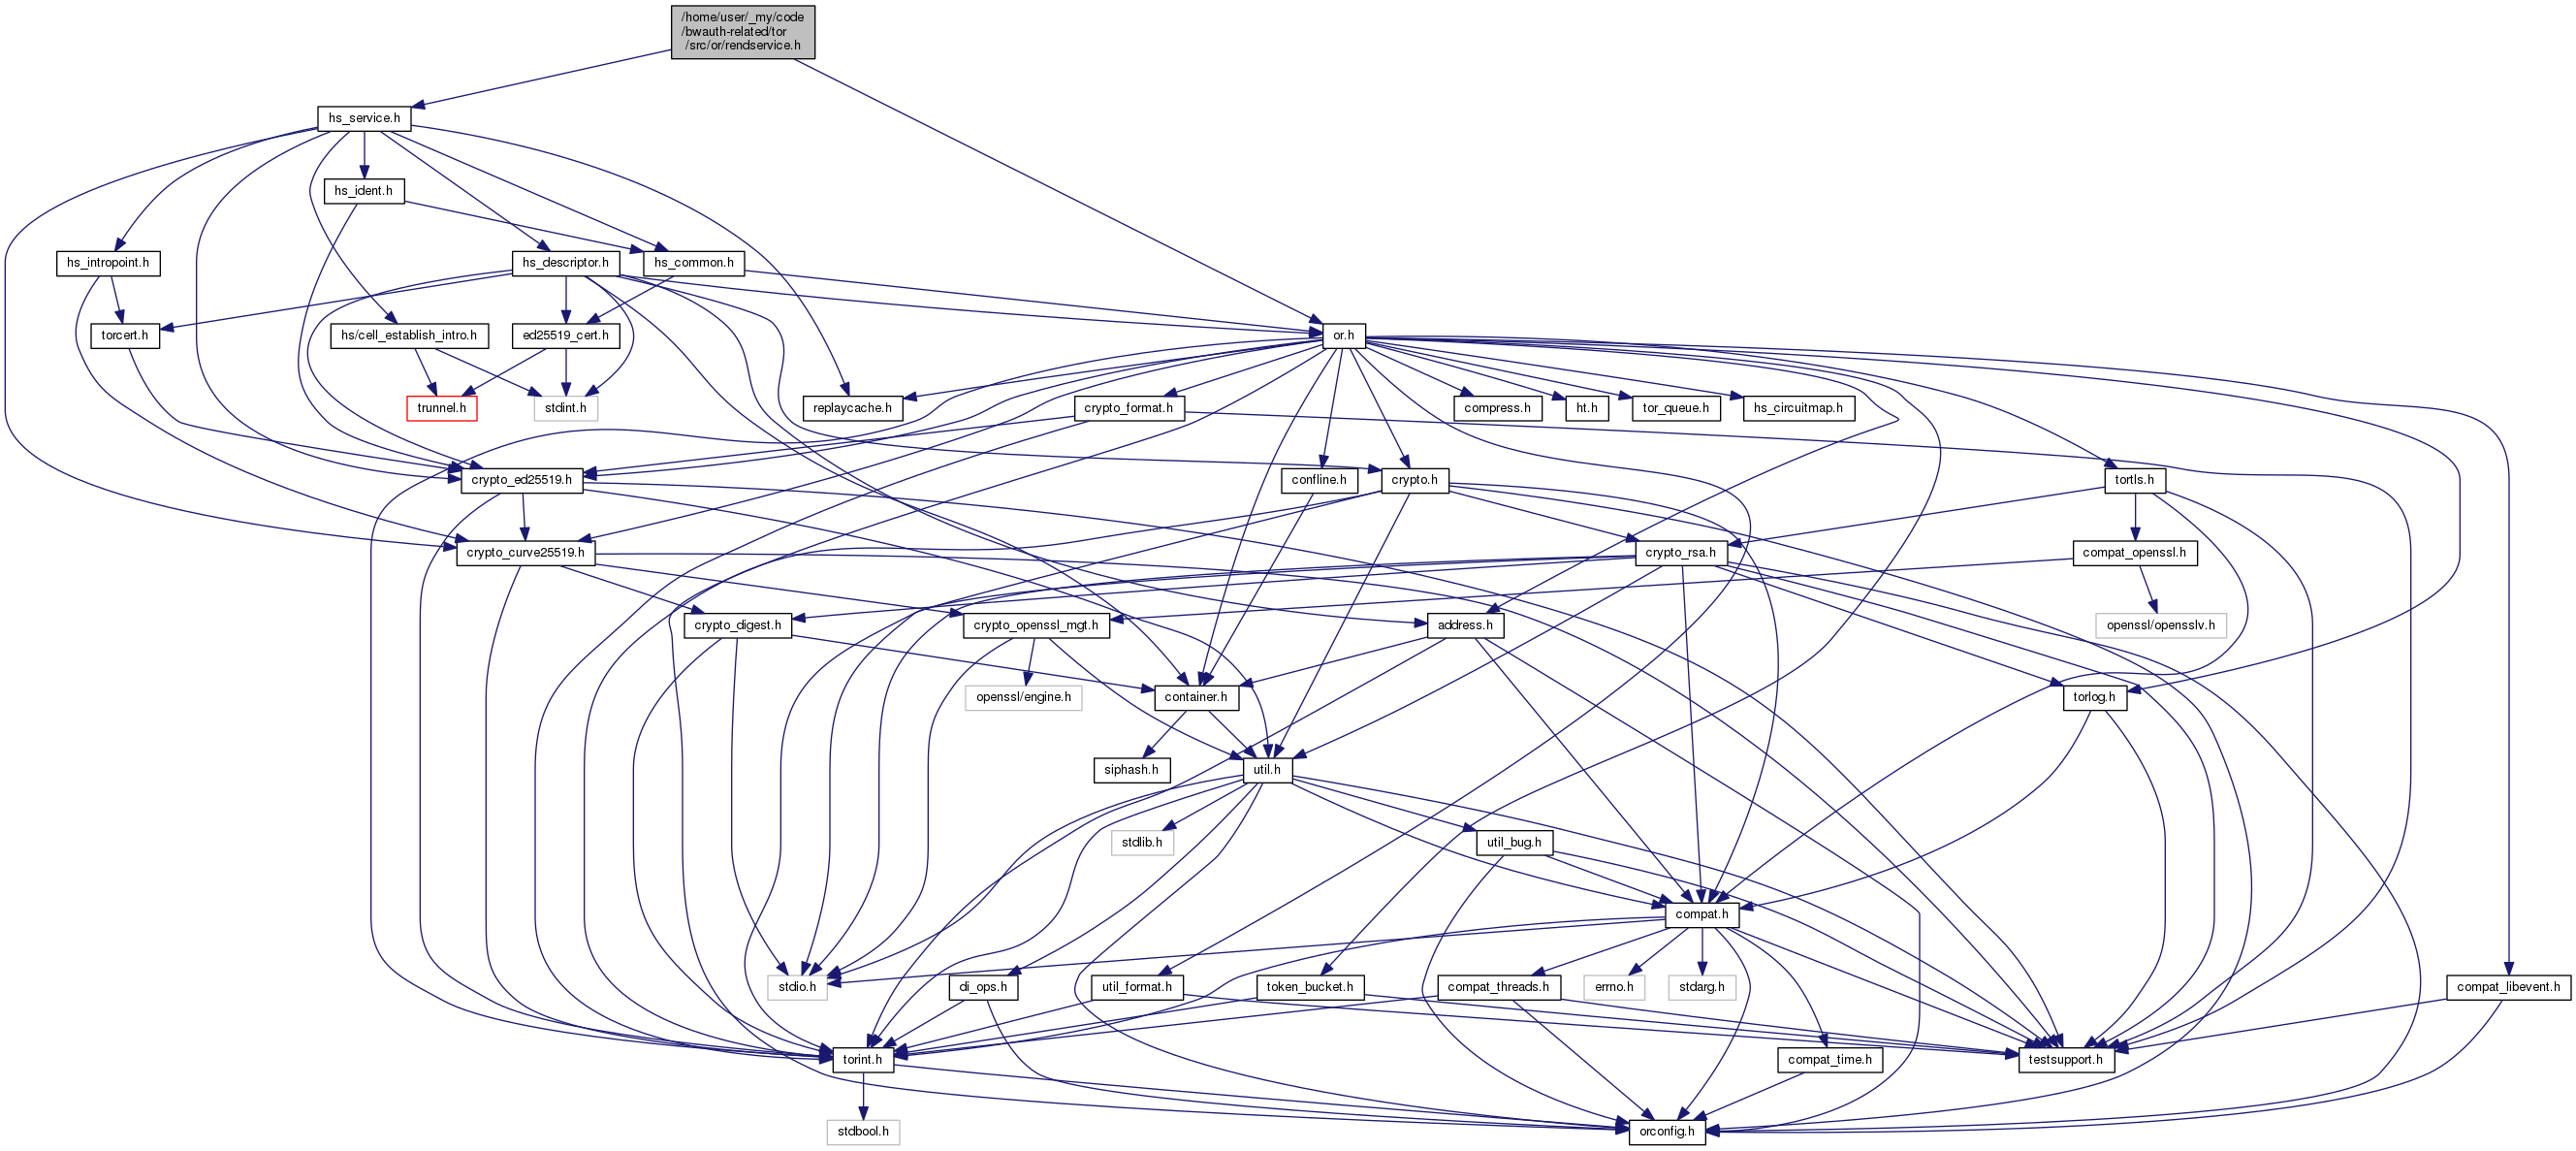 /home/user/_my/code
/bwauth-related/tor
/src/or/rendservice.h
hs_service.h
hs_ident.h
hs_intropoint.h
hs_descriptor.h
hs_common.h
torcert.h
hs/cell_establish_intro.h
ed25519_cert.h
or.h
trunnel.h
stdint.h
replaycache.h
crypto_format.h
compress.h
ht.h
tor_queue.h
hs_circuitmap.h
crypto_ed25519.h
confline.h
crypto.h
tortls.h
crypto_curve25519.h
crypto_rsa.h
compat_openssl.h
crypto_digest.h
crypto_openssl_mgt.h
address.h
openssl/opensslv.h
openssl/engine.h
container.h
torlog.h
siphash.h
util.h
stdlib.h
util_bug.h
compat.h
stdio.h
di_ops.h
util_format.h
token_bucket.h
compat_threads.h
errno.h
stdarg.h
compat_libevent.h
torint.h
compat_time.h
testsupport.h
stdbool.h
orconfig.h